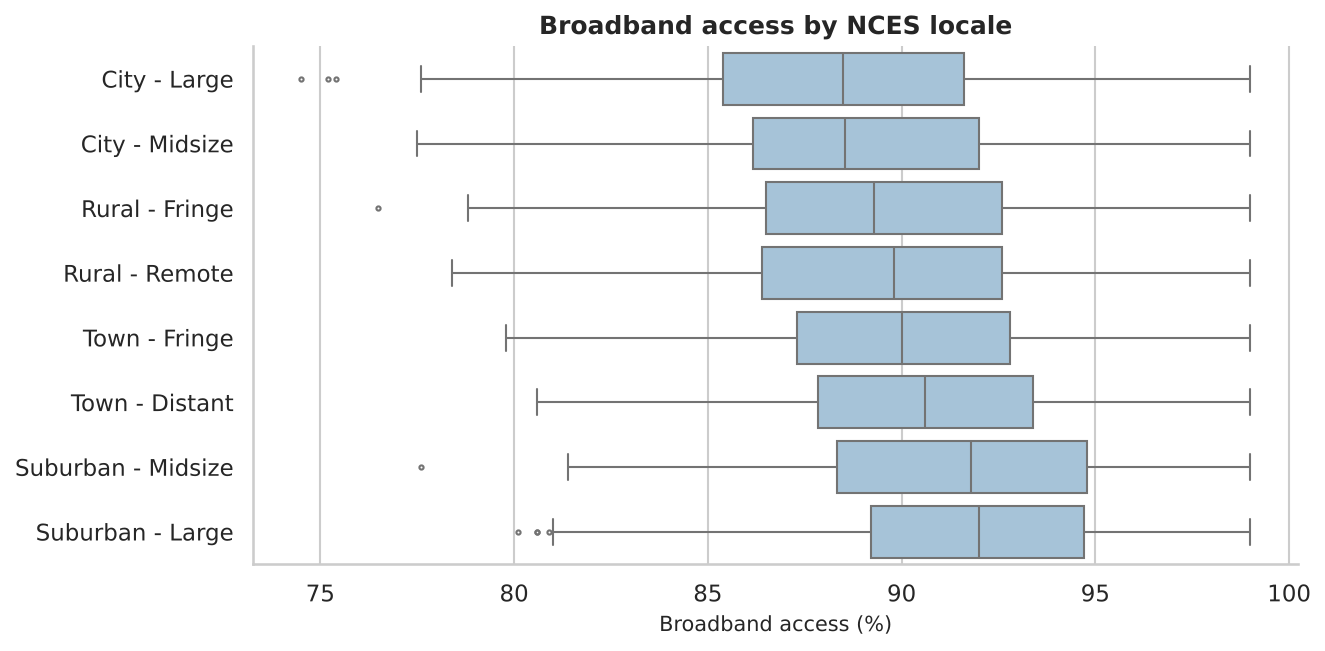 Broadband access by NCES locale
City - Large
City - Midsize
Rural - Fringe
Rural - Remote
Town - Fringe
Town - Distant
Suburban - Midsize
Suburban - Large
75 80 85 90 95 100
Broadband access (%)